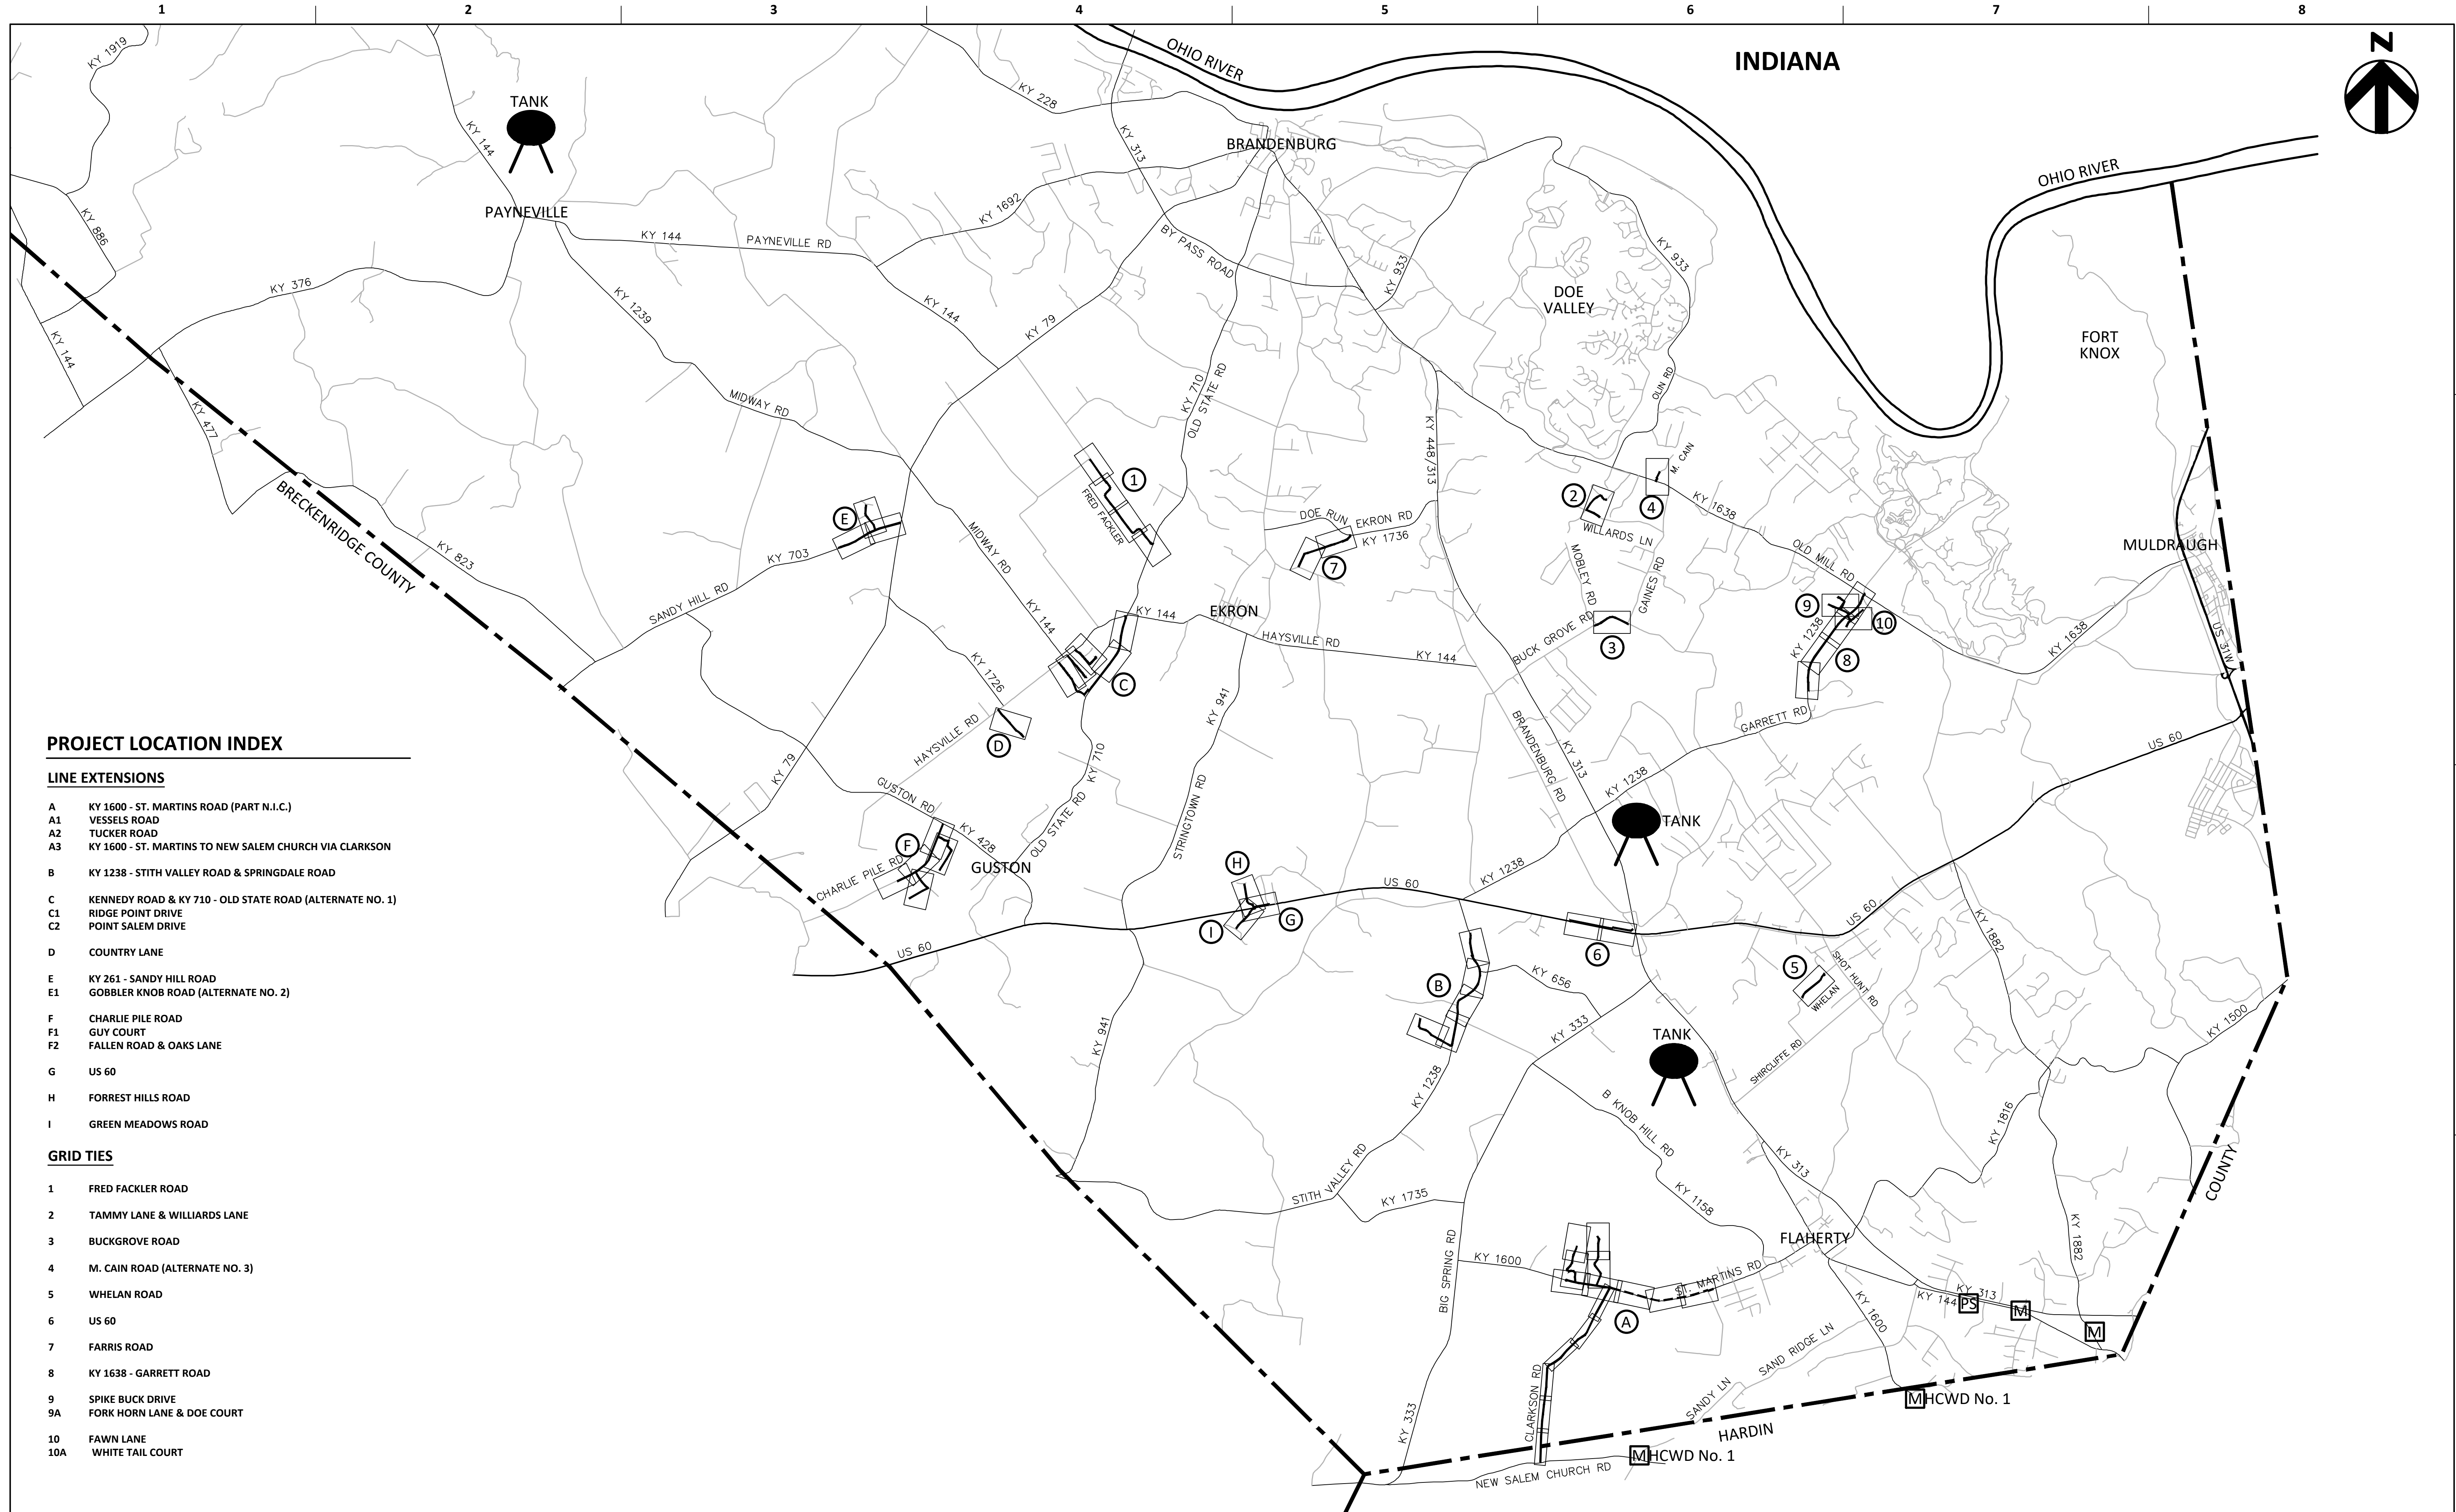 1 2 3 4 5 6 7 8
INDIANA
N
OHIO RIVER
OHIO RIVER
KY 1919
KY 144
TANK
KY 228
KY 313
BRANDENBURG
KY 886
PAYNEVILLE
KY 144
PAYNEVILLE RD
KY 1692
BY PASS ROAD
KY 933
KY 933
DOE
VALLEY
FORT
KNOX
KY 376
KY 1239
KY 144
KY 79
KY 144
KY 477
MIDWAY RD
KY 710
OLD STATE RD
KY 448/313
OLIN RD
M. CAIN
BRECKENRIDGE COUNTY
KY 823
E
KY 703
SANDY HILL RD
MIDWAY RD
KY 144
1
FRED FACKLER
DOE RUN EKRON RD
KY 1736
7
2
4
WILLARDS LN
KY 1638
MOBLEY RD
GAINES RD
OLD MILL RD
MULDRAUGH
KY 144
EKRON
HAYSVILLE RD
KY 144
BUCK GROVE RD
3
9
10
KY 1238
8
KY 1638
US 31W
C
KY 1726
D
HAYSVILLE RD
KY 941
BRANDENBURG RD
KY 313
GARRETT RD
US 60
KY 79
GUSTON RD
KY 428
F
CHARLIE PILE RD
GUSTON
OLD STATE RD
KY 710
STRINGTOWN RD
KY 1238
TANK
H
G
I
US 60
KY 1238
US 60
US 60
6
B
KY 656
5
WHELAN
SHOT HUNT RD
KY 1882
KY 941
KY 333
TANK
SHIRCLIFFE RD
KY 1500
KY 1238
B KNOB HILL RD
KY 1816
STITH VALLEY RD
KY 1735
KY 1158
KY 313
COUNTY
BIG SPRING RD
KY 1600
FLAHERTY
KY 1882
ST. MARTINS RD
A
KY 313
KY 144
PS
M
M
KY 1600
SAND RIDGE LN
SANDY LN
CLARKSON RD
KY 333
M HCWD No. 1
HARDIN
M HCWD No. 1
NEW SALEM CHURCH RD
PROJECT LOCATION INDEX
LINE EXTENSIONS
A KY 1600 - ST. MARTINS ROAD (PART N.I.C.)
A1 VESSELS ROAD
A2 TUCKER ROAD
A3 KY 1600 - ST. MARTINS TO NEW SALEM CHURCH VIA CLARKSON
B KY 1238 - STITH VALLEY ROAD & SPRINGDALE ROAD
C KENNEDY ROAD & KY 710 - OLD STATE ROAD (ALTERNATE NO. 1)
C1 RIDGE POINT DRIVE
C2 POINT SALEM DRIVE
D COUNTRY LANE
E KY 261 - SANDY HILL ROAD
E1 GOBBLER KNOB ROAD (ALTERNATE NO. 2)
F CHARLIE PILE ROAD
F1 GUY COURT
F2 FALLEN ROAD & OAKS LANE
G US 60
H FORREST HILLS ROAD
I GREEN MEADOWS ROAD
GRID TIES
1 FRED FACKLER ROAD
2 TAMMY LANE & WILLIARDS LANE
3 BUCKGROVE ROAD
4 M. CAIN ROAD (ALTERNATE NO. 3)
5 WHELAN ROAD
6 US 60
7 FARRIS ROAD
8 KY 1638 - GARRETT ROAD
9 SPIKE BUCK DRIVE
9A FORK HORN LANE & DOE COURT
10 FAWN LANE
10A WHITE TAIL COURT